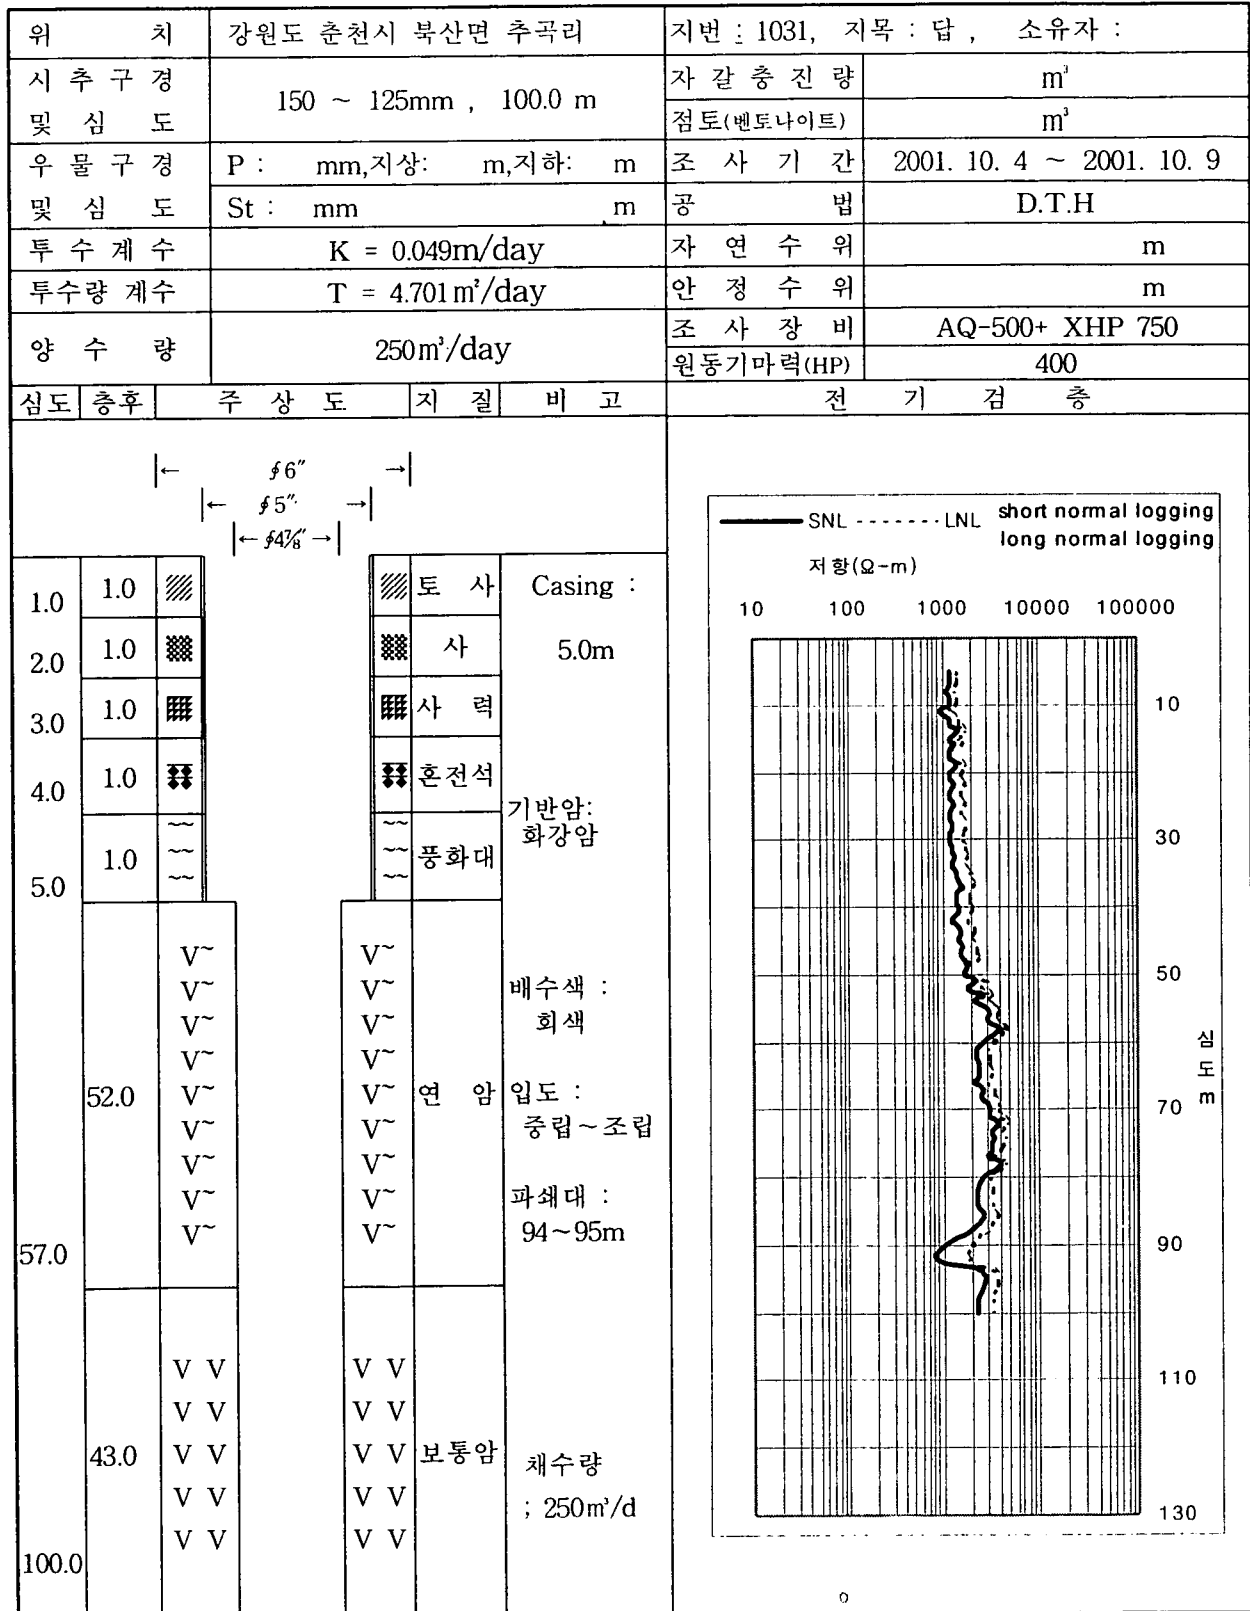 위 치 강원도 춘천시 북산면 추곡리 지번 : 1031, 지목 : 답 , 소유자 :
시 추 구 경 및 심 도 150 ~ 125mm , 100.0 m 자 갈 충 진 량 m³
점토(벤토나이트) m³
우 물 구 경 및 심 도 P : mm,지상: m,지하: m 조 사 기 간 2001. 10. 4 ~ 2001. 10. 9
St : mm m 공 법 D.T.H
투 수 계 수 K = 0.049m/day 자 연 수 위 m
투수량 계수 T = 4.701m²/day 안 정 수 위 m
양 수 량 250m³/day 조 사 장 비 AQ-500+ XHP 750
원동기마력(HP) 400
심도 층후 주 상 도 지 질 비 고 전 기 검 층
|← ∮6″ →|
|← ∮5″ →|
|← ∮4⅞″ →|
1.0 1.0 토 사 Casing :
2.0 1.0 사 5.0m
3.0 1.0 사 력
4.0 1.0 혼전석
기반암:
화강암
5.0 1.0 풍화대
V~ V~
V~ V~ 배수색 :
V~ V~ 회색
V~ V~
52.0 V~ V~ 연 암 입도 :
V~ V~ 중립~조립
V~ V~
V~ V~ 파쇄대 :
57.0 V~ V~ 94~95m
V V V V
V V V V
43.0 V V V V 보통암 채수량
V V V V ; 250m³/d
V V V V
100.0
SNL LNL short normal logging
long normal logging
저항(Ω-m)
10 100 1000 10000 100000
10
30
50
심
도
m
70
90
110
130